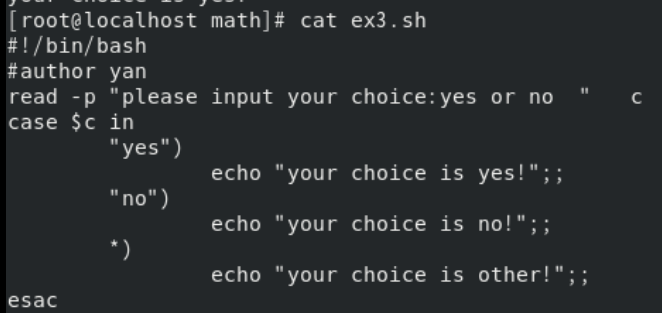 [root@localhost math]# cat ex3.sh
#!/bin/bash
#author yan
read -p "please input your choice:yes or no  "   c
case $c in
        "yes")
                echo "your choice is yes!";;
        "no")
                echo "your choice is no!";;
        *)
                echo "your choice is other!";;
esac